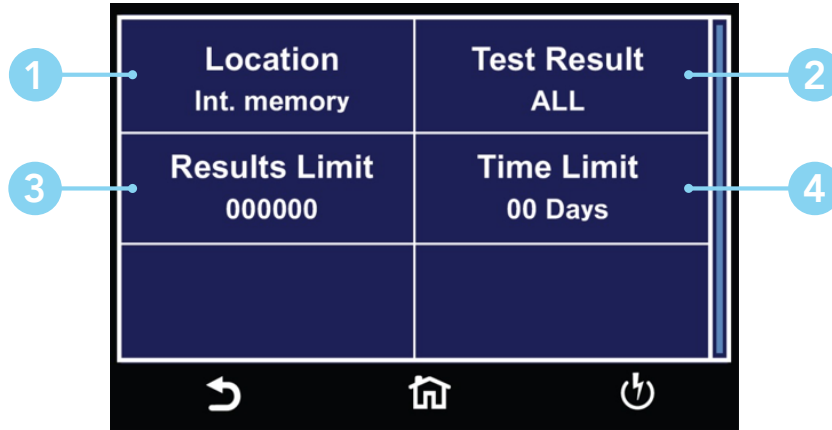 1
Location
Int. memory
Test Result
ALL
2
3
Results Limit
000000
Time Limit
00 Days
4